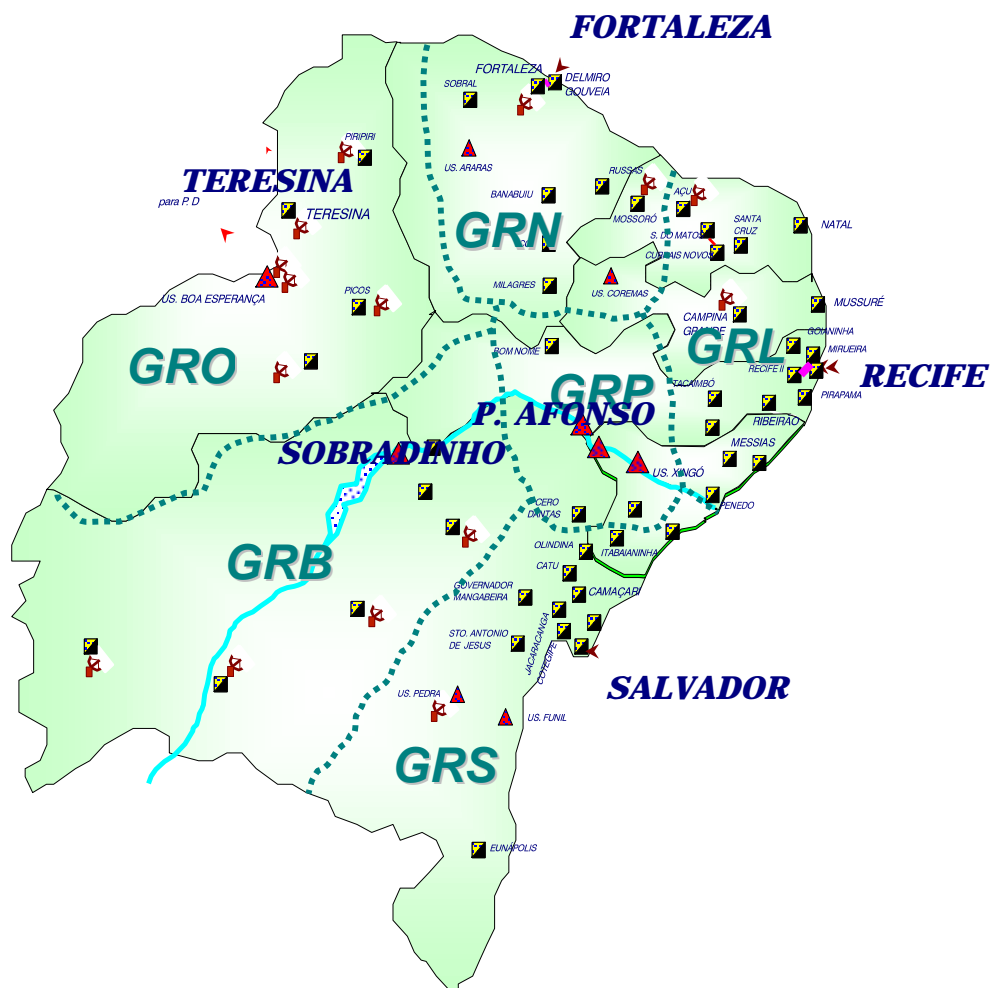 FORTALEZA
FORTALEZA
DELMIRO
GOUVEIA
SOBRAL
PIRIPIRI
US. ARARAS
TERESINA
para P. D
TERESINA
RUSSAS
BANABUIU
AÇU
MOSSORÓ
SANTA
CRUZ
NATAL
GRN
S. DO MATOS
CURRAIS NOVOS
MILAGRES
US. COREMAS
US. BOA ESPERANÇA
PICOS
MUSSURÉ
CAMPINA
GRANDE
GOIANINHA
GRL
MIRUEIRA
BOM NOME
GRO
RECIFE II
RECIFE
TACAIMBÓ
GRP
PIRAPAMA
P. AFONSO
RIBEIRÃO
MESSIAS
SOBRADINHO
US. XINGÓ
PENEDO
CERO
DANTAS
OLINDINA
ITABAIANINHA
GRB
CATU
GOVERNADOR
MANGABEIRA
CAMAÇARI
STO. ANTONIO
DE JESUS
JACARACANGA
COTEGIPE
SALVADOR
US. PEDRA
US. FUNIL
GRS
EUNÁPOLIS